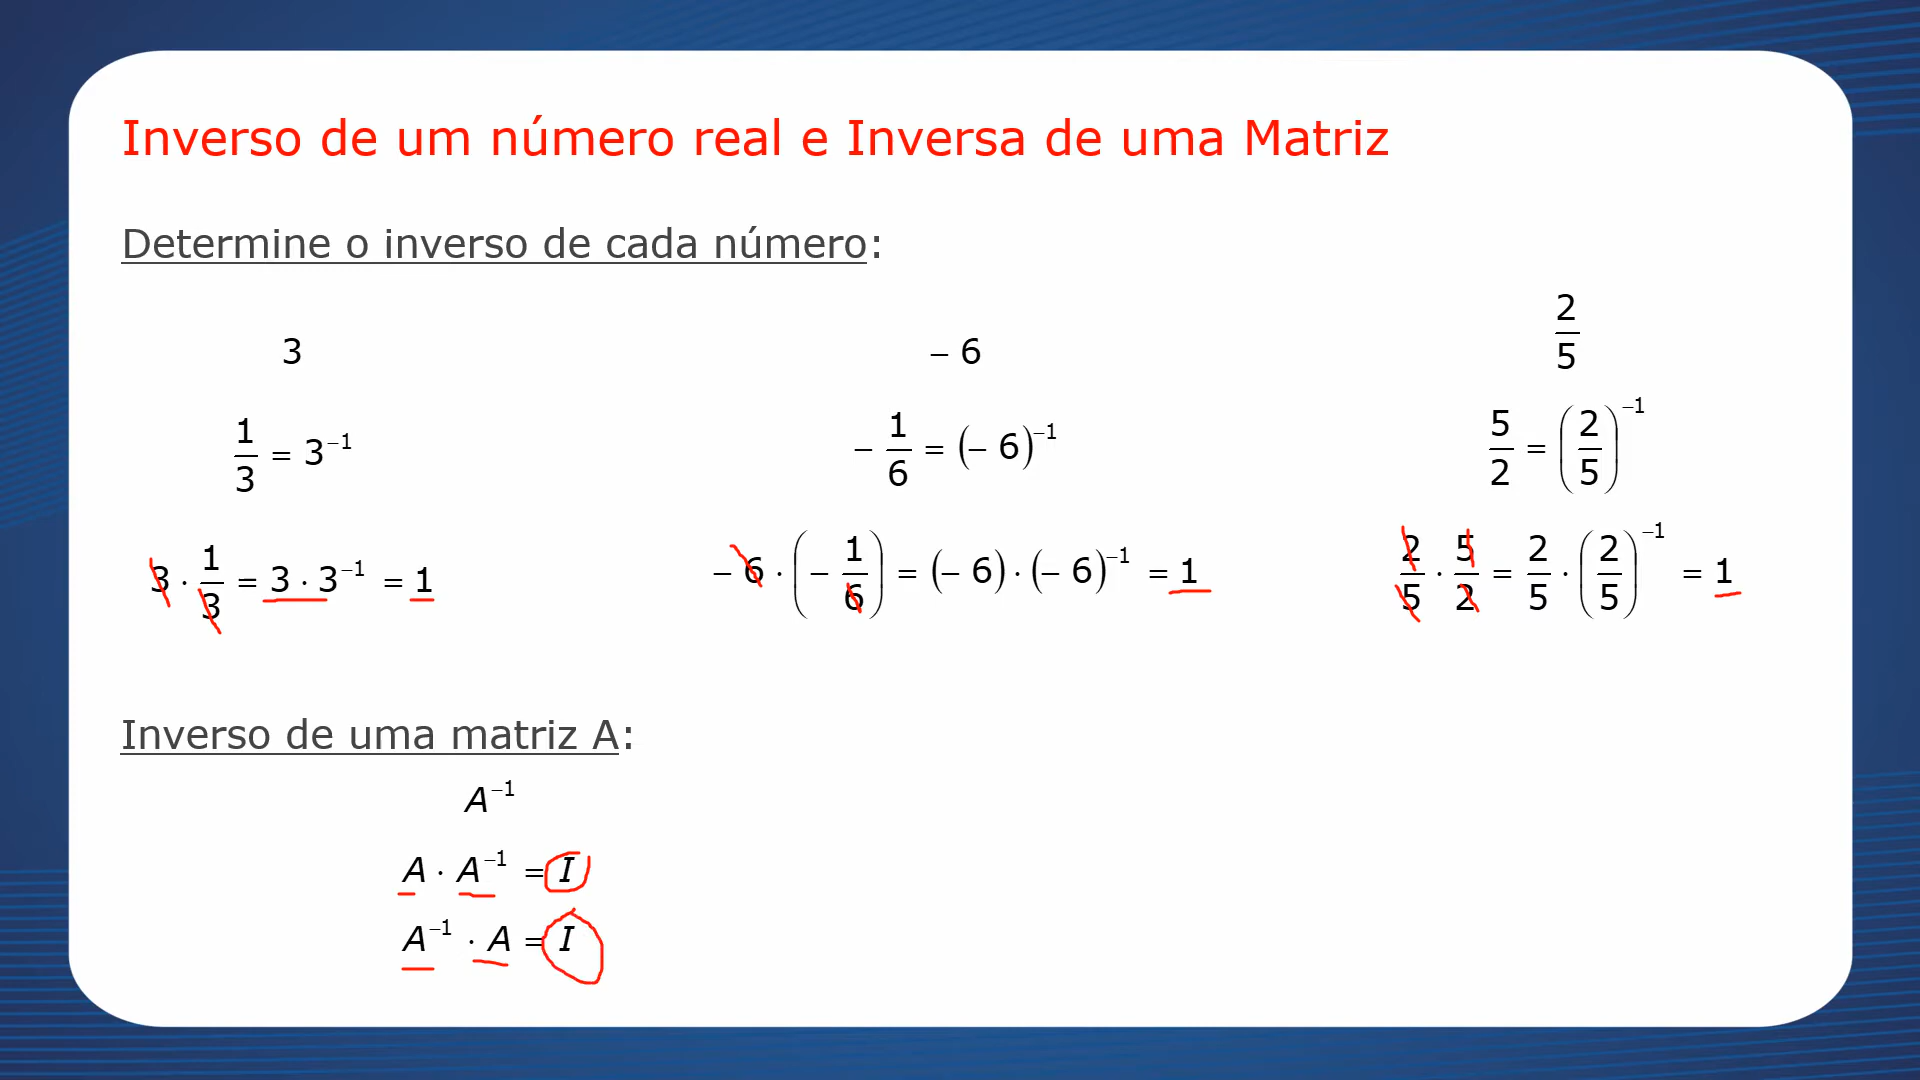 Inverso de um número real e Inversa de uma Matriz
Determine o inverso de cada número:
3
– 6
2/5
1/3 = 3⁻¹
– 1/6 = (– 6)⁻¹
5/2 = (2/5)⁻¹
3 · 1/3 = 3 · 3⁻¹ = 1
– 6 · (– 1/6) = (– 6) · (– 6)⁻¹ = 1
2/5 · 5/2 = 2/5 · (2/5)⁻¹ = 1
Inverso de uma matriz A:
A⁻¹
A · A⁻¹ = I
A⁻¹ · A = I